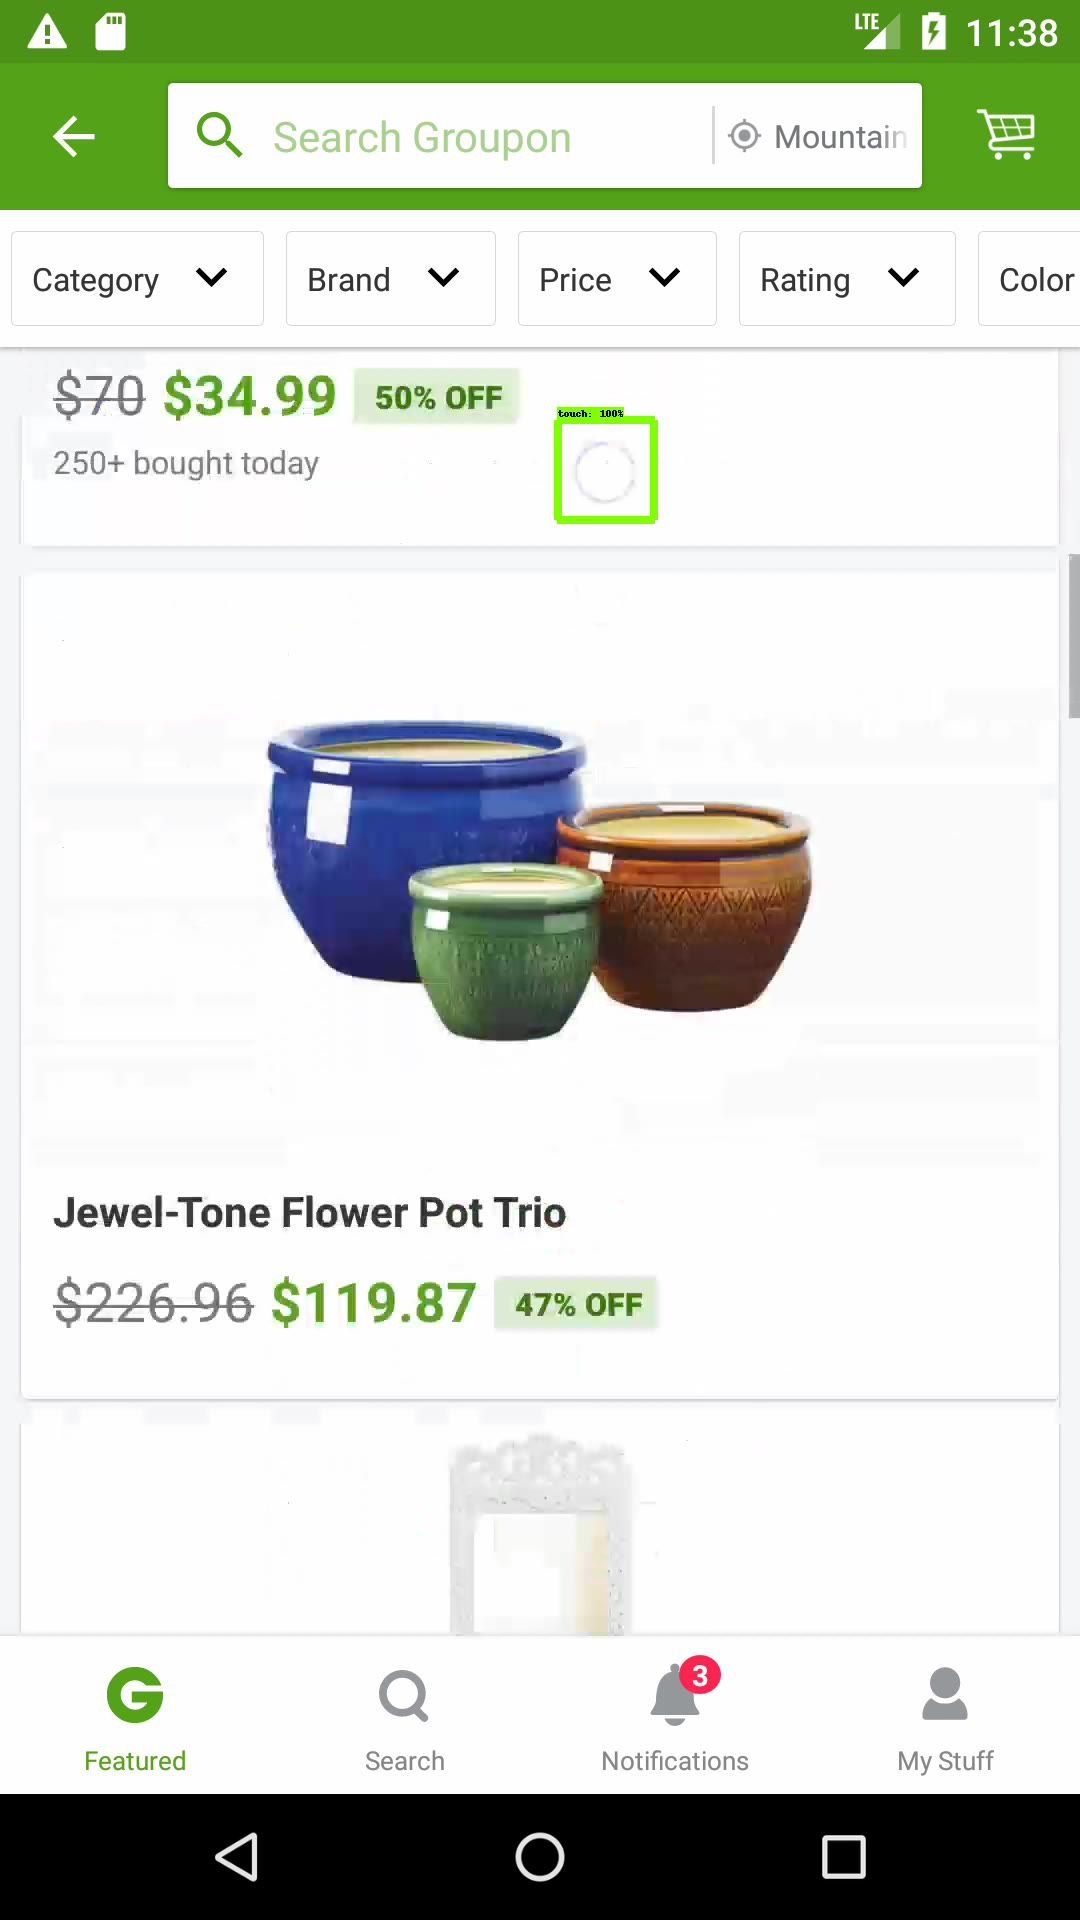 LTE 11:38
Search Groupon Mountain
Category Brand Price Rating Color
$70 $34.99 50% OFF
touch: 100%
250+ bought today
Jewel-Tone Flower Pot Trio
$226.96 $119.87 47% OFF
3
Featured Search Notifications My Stuff